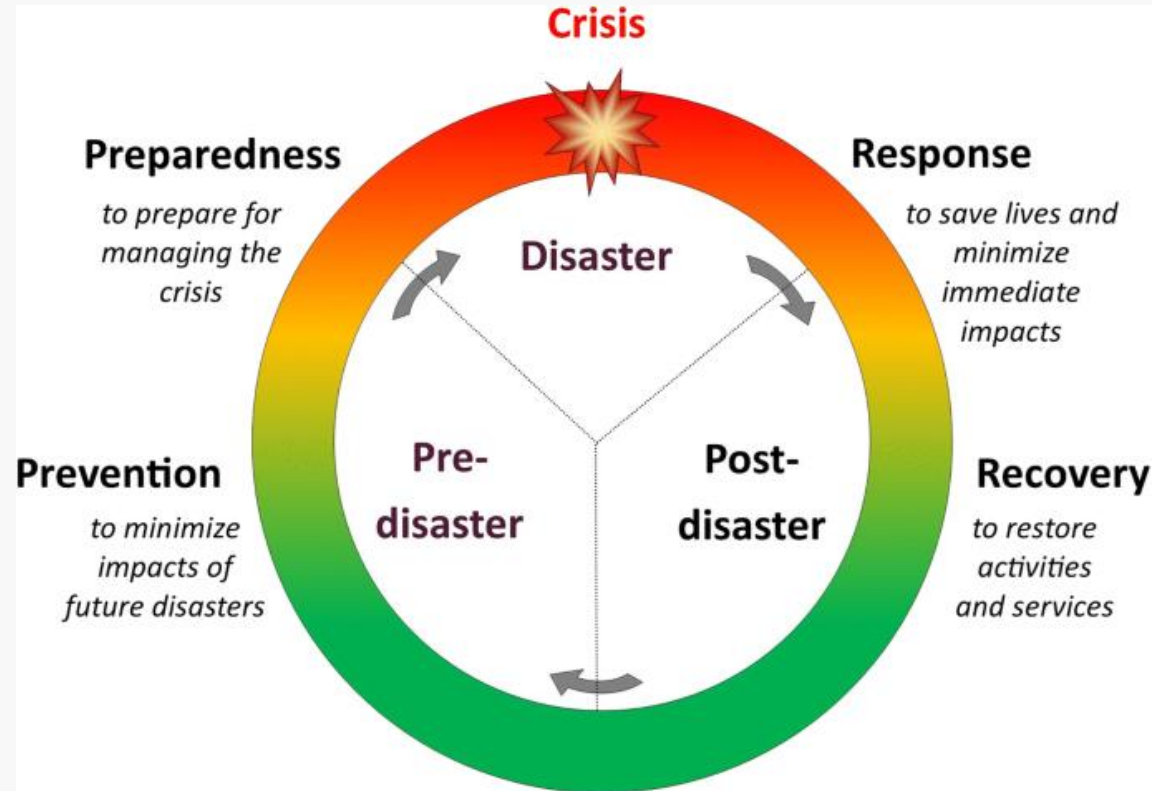 Crisis
Preparedness
to prepare for
managing the
crisis
Response
to save lives and
minimize
immediate
impacts
Disaster
Prevention
to minimize
impacts of
future disasters
Pre-
disaster
Post-
disaster
Recovery
to restore
activities
and services